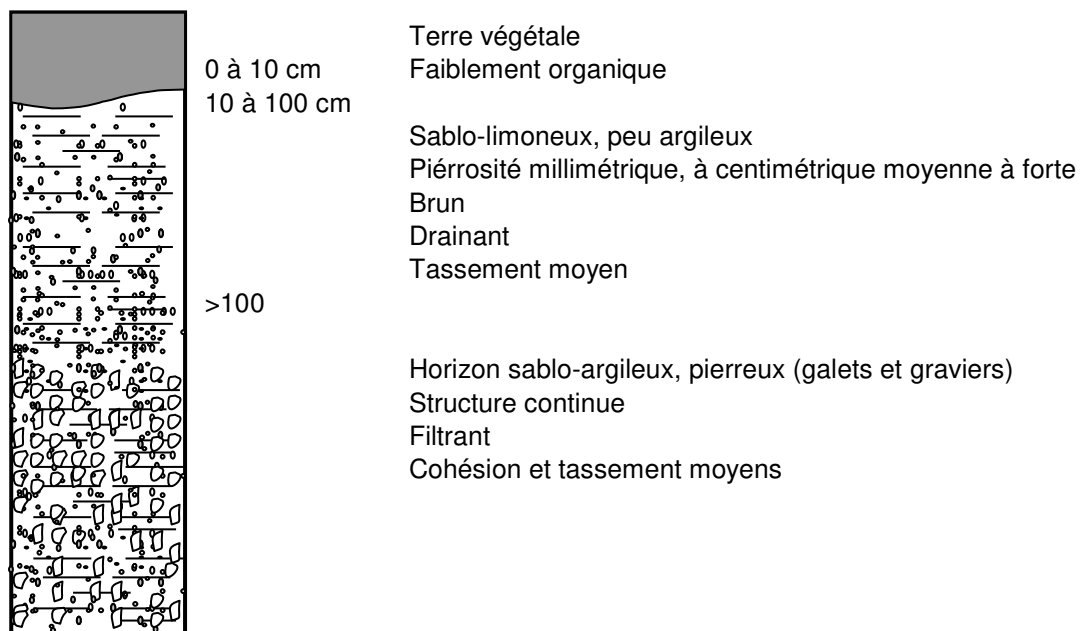 Terre végétale
0 à 10 cm Faiblement organique
10 à 100 cm
Sablo-limoneux, peu argileux
Piérrosité millimétrique, à centimétrique moyenne à forte
Brun
Drainant
Tassement moyen
>100
Horizon sablo-argileux, pierreux (galets et graviers)
Structure continue
Filtrant
Cohésion et tassement moyens